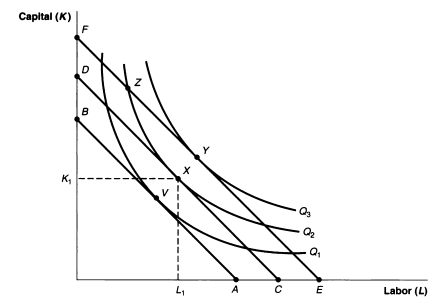 Capital (K)
F
D
Z
B
Y
X
K₁
V
Q₃
Q₂
Q₁
L₁
A
C
E
Labor (L)